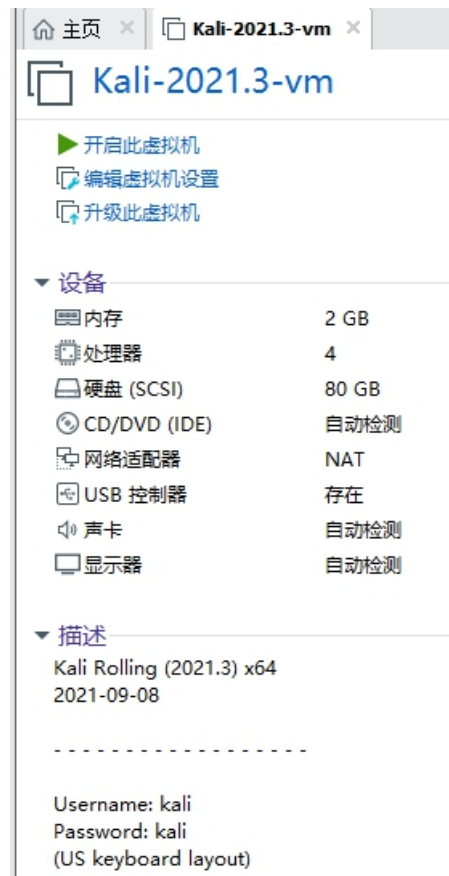 主页
Kali-2021.3-vm
Kali-2021.3-vm
开启此虚拟机
编辑虚拟机设置
升级此虚拟机
设备
内存 2 GB
处理器 4
硬盘 (SCSI) 80 GB
CD/DVD (IDE) 自动检测
网络适配器 NAT
USB 控制器 存在
声卡 自动检测
显示器 自动检测
描述
Kali Rolling (2021.3) x64
2021-09-08
- - - - - - - - - - - - - - - - - -
Username: kali
Password: kali
(US keyboard layout)